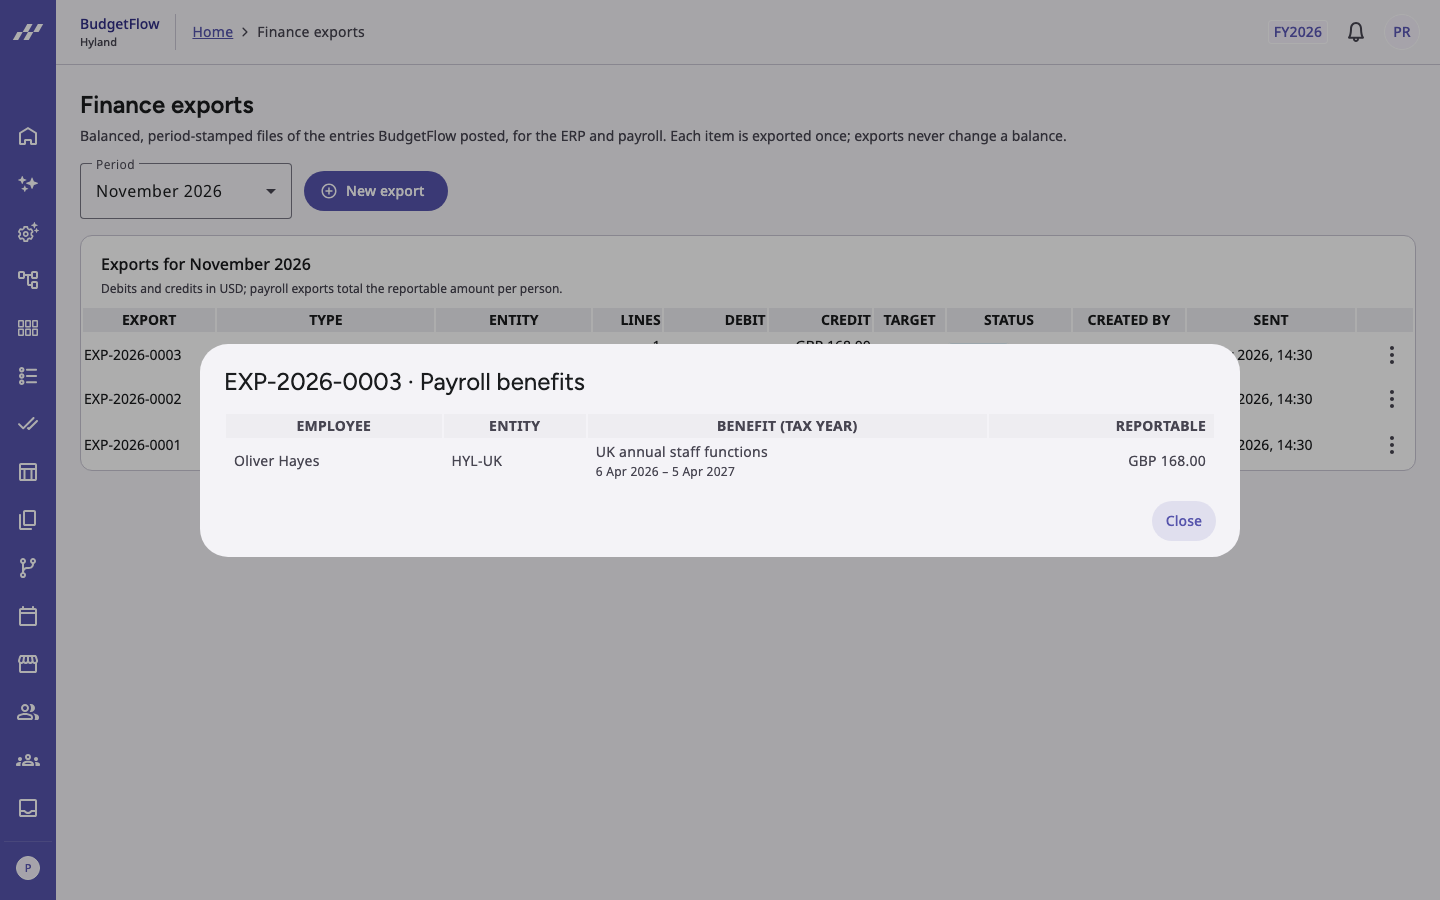 BudgetFlow
Hyland
Home
Finance exports
FY2026
PR
Finance exports
Balanced, period-stamped files of the entries BudgetFlow posted, for the ERP and payroll. Each item is exported once; exports never change a balance.
Period
November 2026
New export
Exports for November 2026
Debits and credits in USD; payroll exports total the reportable amount per person.
EXPORT TYPE ENTITY LINES DEBIT CREDIT TARGET STATUS CREATED BY SENT
EXP-2026-0003 2026, 14:30
EXP-2026-0002 2026, 14:30
EXP-2026-0001 2026, 14:30
EXP-2026-0003 · Payroll benefits
EMPLOYEE ENTITY BENEFIT (TAX YEAR) REPORTABLE
Oliver Hayes HYL-UK UK annual staff functions GBP 168.00
6 Apr 2026 – 5 Apr 2027
Close
P